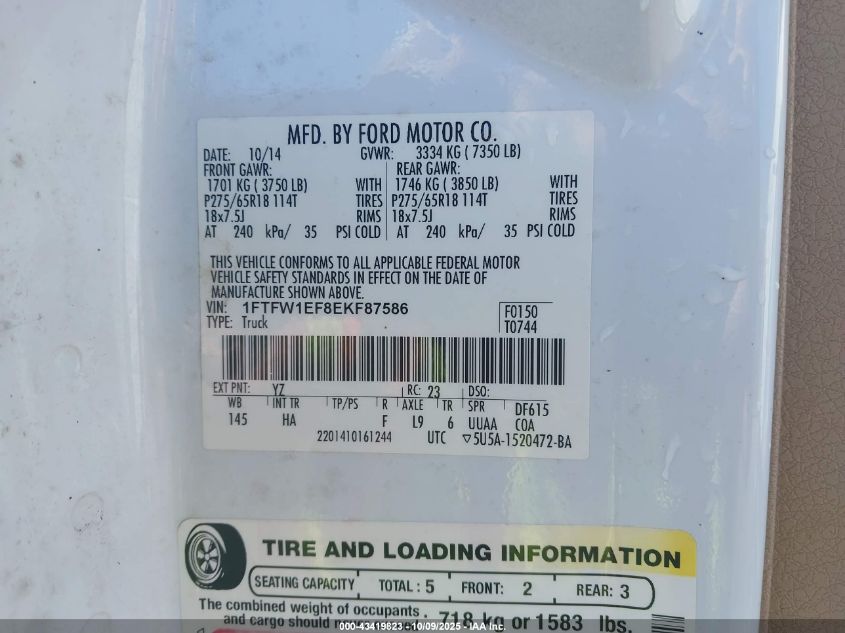 MFD. BY FORD MOTOR CO.
DATE: 10/14 GVWR: 3334 KG ( 7350 LB)
FRONT GAWR: REAR GAWR:
1701 KG ( 3750 LB) WITH 1746 KG ( 3850 LB) WITH
P275/65R18 114T TIRES P275/65R18 114T TIRES
18x7.5J RIMS 18x7.5J RIMS
AT 240 kPa/ 35 PSI COLD AT 240 kPa/ 35 PSI COLD
THIS VEHICLE CONFORMS TO ALL APPLICABLE FEDERAL MOTOR
VEHICLE SAFETY STANDARDS IN EFFECT ON THE DATE OF
MANUFACTURE SHOWN ABOVE.
VIN: 1FTFW1EF8EKF87586 F0150
TYPE: Truck T0744
EXT PNT: YZ RC: 23 DSO:
WB INT TR TP/PS R AXLE TR SPR DF615
145 HA F L9 6 UUAA COA
2201410161244 UTC ▽5U5A-1520472-BA
TIRE AND LOADING INFORMATION
SEATING CAPACITY TOTAL : 5 FRONT: 2 REAR: 3
The combined weight of occupants
and cargo should 718 kg or 1583 lbs.
000-43419823 - 10/09/2025 - © IAA, Inc.